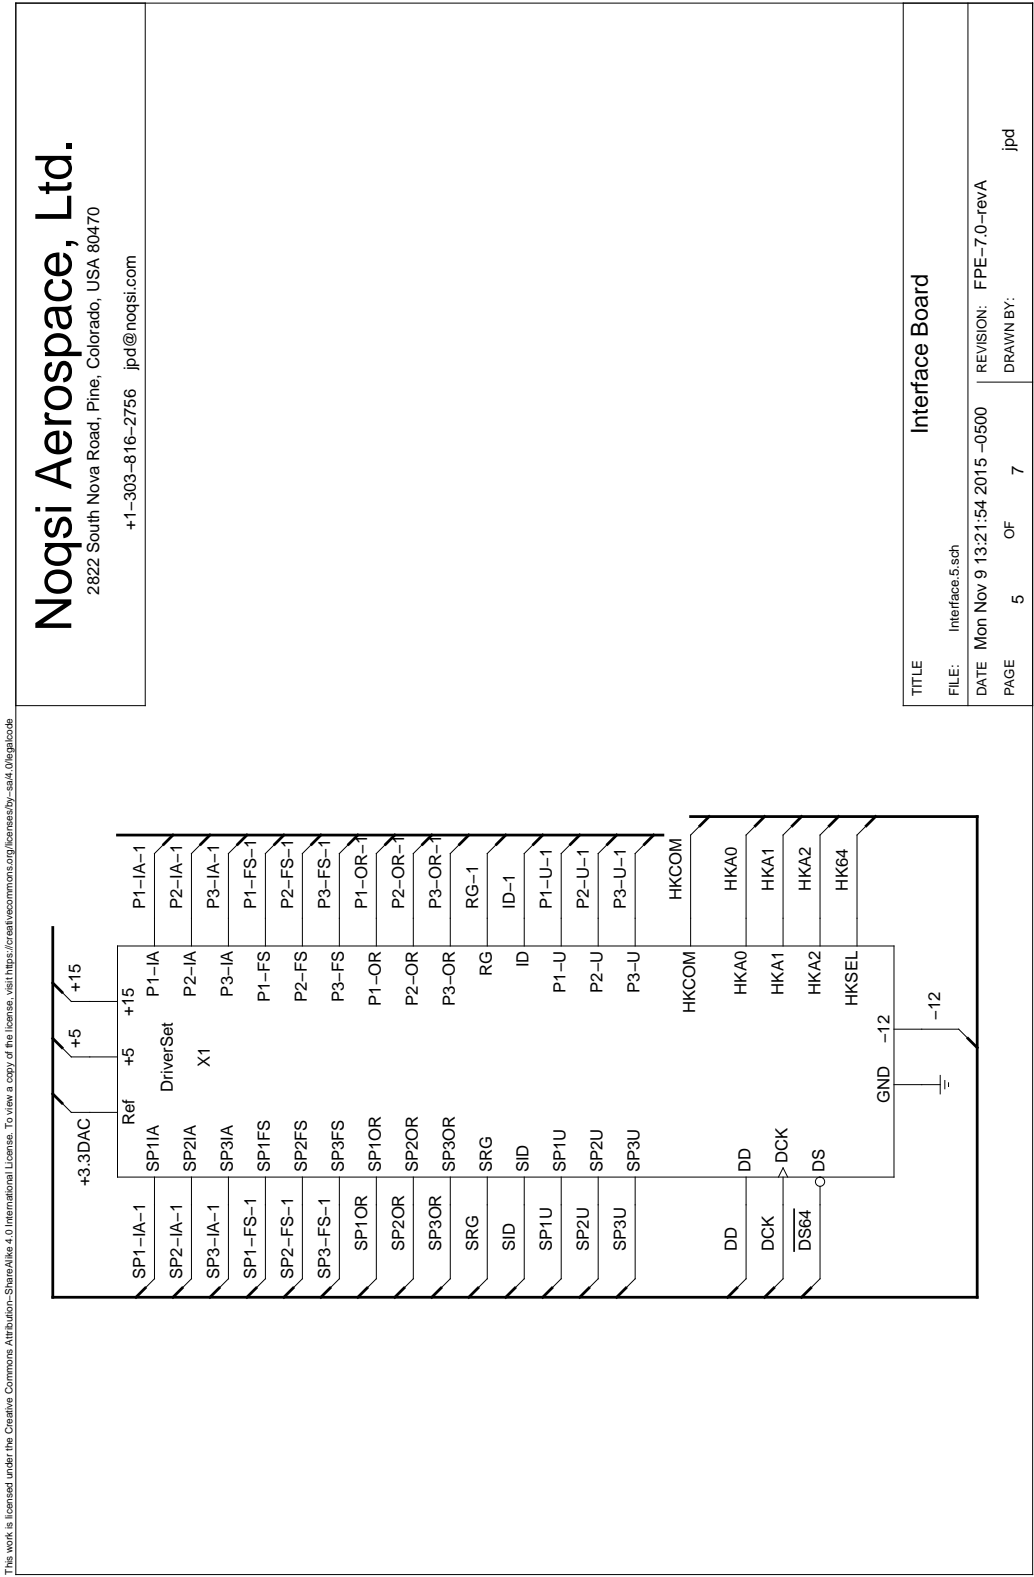 This work is licensed under the Creative Commons Attribution−ShareAlike 4.0 International License. To view a copy of the license, visit https://creativecommons.org/licenses/by−sa/4.0/legalcode
Noqsi Aerospace, Ltd.
2822 South Nova Road, Pine, Colorado, USA 80470
+1−303−816−2756 jpd@noqsi.com
+3.3DAC
+5
+15
Ref
+5
+15
DriverSet
X1
SP1−IA−1 SP1IA P1−IA P1−IA−1
SP2−IA−1 SP2IA P2−IA P2−IA−1
SP3−IA−1 SP3IA P3−IA P3−IA−1
SP1−FS−1 SP1FS P1−FS P1−FS−1
SP2−FS−1 SP2FS P2−FS P2−FS−1
SP3−FS−1 SP3FS P3−FS P3−FS−1
SP1OR SP1OR P1−OR P1−OR−1
SP2OR SP2OR P2−OR P2−OR−1
SP3OR SP3OR P3−OR P3−OR−1
SRG SRG RG RG−1
SID SID ID ID−1
SP1U SP1U P1−U P1−U−1
SP2U SP2U P2−U P2−U−1
SP3U SP3U P3−U P3−U−1
HKCOM HKCOM
DD DD HKA0 HKA0
DCK DCK HKA1 HKA1
DS64 DS HKA2 HKA2
HKSEL HK64
GND −12
−12
TITLE
Interface Board
FILE: Interface.5.sch
DATE Mon Nov 9 13:21:54 2015 −0500 REVISION: FPE−7.0−revA
PAGE 5 OF 7 DRAWN BY: jpd